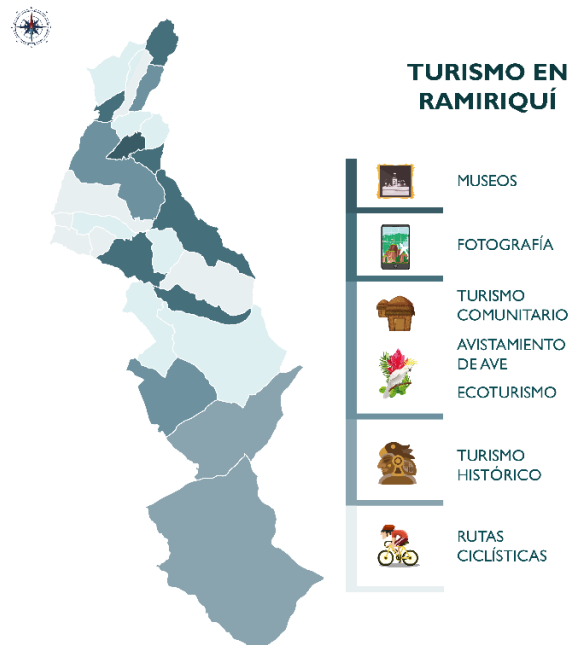 TURISMO EN
RAMIRIQUÍ
MUSEOS
FOTOGRAFÍA
TURISMO
COMUNITARIO
AVISTAMIENTO
DE AVE
ECOTURISMO
TURISMO
HISTÓRICO
RUTAS
CICLÍSTICAS